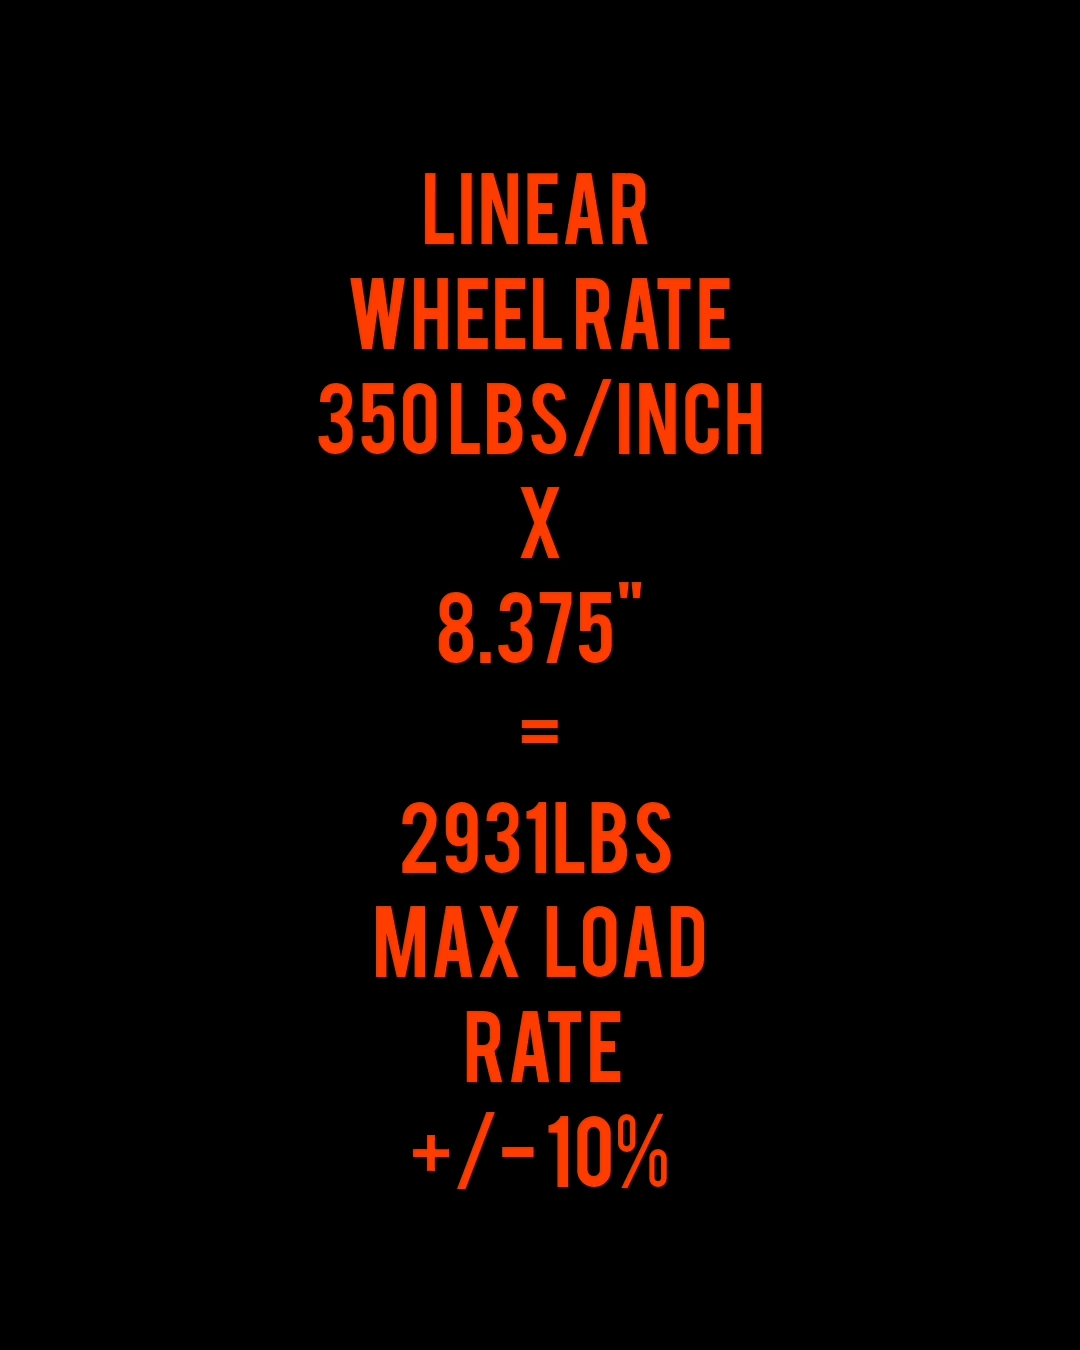 LINEAR
WHEEL RATE
350LBS/INCH
X
8.375"
=
2931LBS
MAX LOAD
RATE
+/-10%